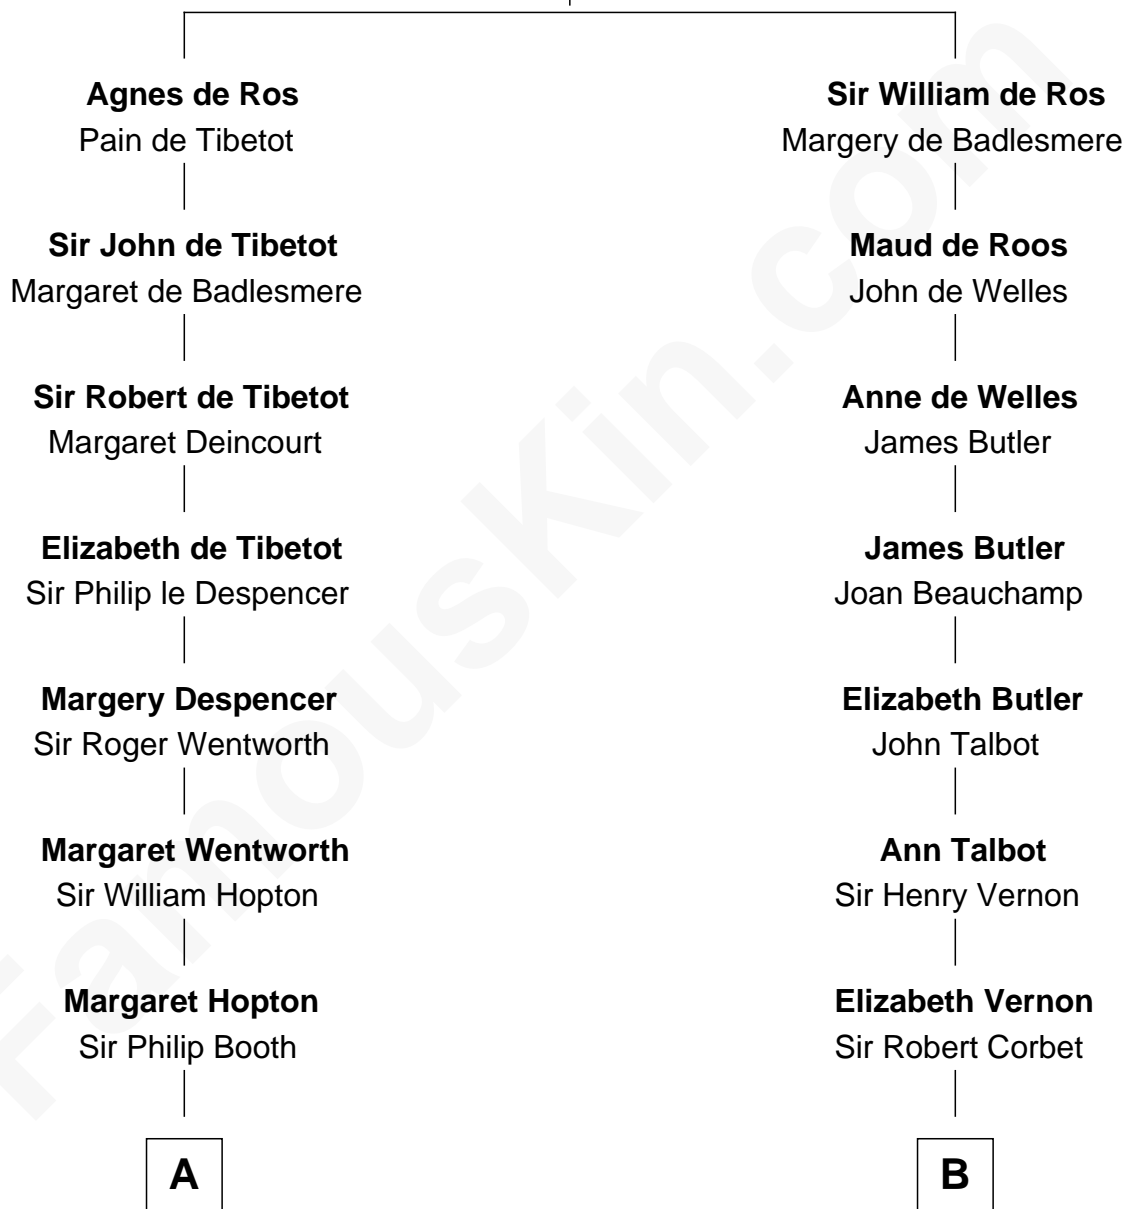 Agnes de Ros
Pain de Tibetot
Sir John de Tibetot
Margaret de Badlesmere
Sir Robert de Tibetot
Margaret Deincourt
Elizabeth de Tibetot
Sir Philip le Despencer
Margery Despencer
Sir Roger Wentworth
Margaret Wentworth
Sir William Hopton
Margaret Hopton
Sir Philip Booth
A
Sir William de Ros
Margery de Badlesmere
Maud de Roos
John de Welles
Anne de Welles
James Butler
James Butler
Joan Beauchamp
Elizabeth Butler
John Talbot
Ann Talbot
Sir Henry Vernon
Elizabeth Vernon
Sir Robert Corbet
B
FamousKin.com